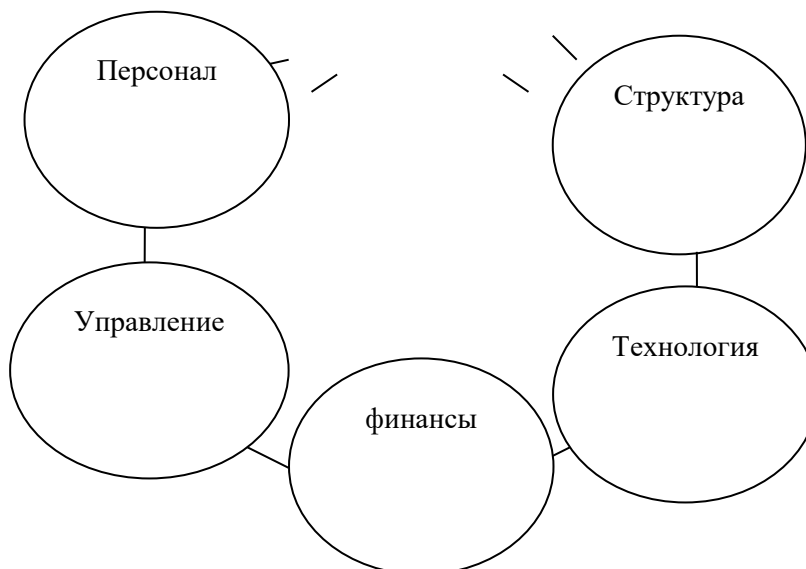 Персонал
Структура
Управление
Технология
финансы